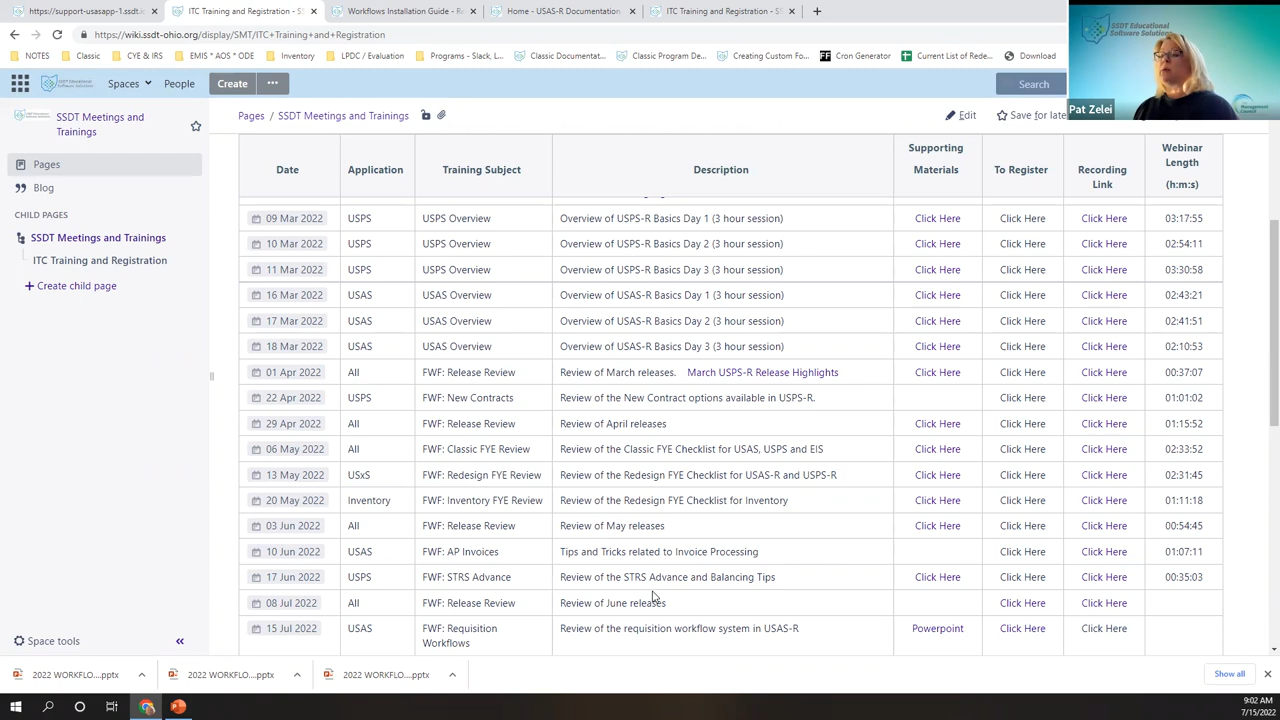 https://support-usasapp-1.ssdt.ic
ITC Training and Registration - S
Workflows Installation Guide - R
Home - USAS-R Documentation
ITC Training and Registration - S
https://wiki.ssdt-ohio.org/display/SMT/ITC+Training+and+Registration
NOTES
Classic
CYE & IRS
EMIS * AOS * ODE
Inventory
LPDC / Evaluation
Programs - Slack, L...
Classic Documentat...
Classic Program De...
Creating Custom Fo...
Cron Generator
Current List of Rede...
Download
SSDT Educational
Software Solutions
Management
Council
Pat Zelei
Spaces
People
Create
Search
SSDT Meetings and
Trainings
Pages / SSDT Meetings and Trainings
Edit
Save for late
Pages
Blog
CHILD PAGES
SSDT Meetings and Trainings
ITC Training and Registration
+ Create child page
Space tools
Date Application Training Subject Description Supporting Materials To Register Recording Link Webinar Length (h:m:s)
09 Mar 2022 USPS USPS Overview Overview of USPS-R Basics Day 1 (3 hour session) Click Here Click Here Click Here 03:17:55
10 Mar 2022 USPS USPS Overview Overview of USPS-R Basics Day 2 (3 hour session) Click Here Click Here Click Here 02:54:11
11 Mar 2022 USPS USPS Overview Overview of USPS-R Basics Day 3 (3 hour session) Click Here Click Here Click Here 03:30:58
16 Mar 2022 USAS USAS Overview Overview of USAS-R Basics Day 1 (3 hour session) Click Here Click Here Click Here 02:43:21
17 Mar 2022 USAS USAS Overview Overview of USAS-R Basics Day 2 (3 hour session) Click Here Click Here Click Here 02:41:51
18 Mar 2022 USAS USAS Overview Overview of USAS-R Basics Day 3 (3 hour session) Click Here Click Here Click Here 02:10:53
01 Apr 2022 All FWF: Release Review Review of March releases. March USPS-R Release Highlights Click Here Click Here Click Here 00:37:07
22 Apr 2022 USPS FWF: New Contracts Review of the New Contract options available in USPS-R. Click Here Click Here 01:01:02
29 Apr 2022 All FWF: Release Review Review of April releases Click Here Click Here Click Here 01:15:52
06 May 2022 All FWF: Classic FYE Review Review of the Classic FYE Checklist for USAS, USPS and EIS Click Here Click Here Click Here 02:33:52
13 May 2022 USxS FWF: Redesign FYE Review Review of the Redesign FYE Checklist for USAS-R and USPS-R Click Here Click Here Click Here 02:31:45
20 May 2022 Inventory FWF: Inventory FYE Review Review of the Redesign FYE Checklist for Inventory Click Here Click Here Click Here 01:11:18
03 Jun 2022 All FWF: Release Review Review of May releases Click Here Click Here Click Here 00:54:45
10 Jun 2022 USAS FWF: AP Invoices Tips and Tricks related to Invoice Processing Click Here Click Here 01:07:11
17 Jun 2022 USPS FWF: STRS Advance Review of the STRS Advance and Balancing Tips Click Here Click Here Click Here 00:35:03
08 Jul 2022 All FWF: Release Review Review of June releases Click Here Click Here
15 Jul 2022 USAS FWF: Requisition Workflows Review of the requisition workflow system in USAS-R Powerpoint Click Here Click Here
2022 WORKFLO....pptx
2022 WORKFLO....pptx
2022 WORKFLO....pptx
Show all
9:02 AM
7/15/2022